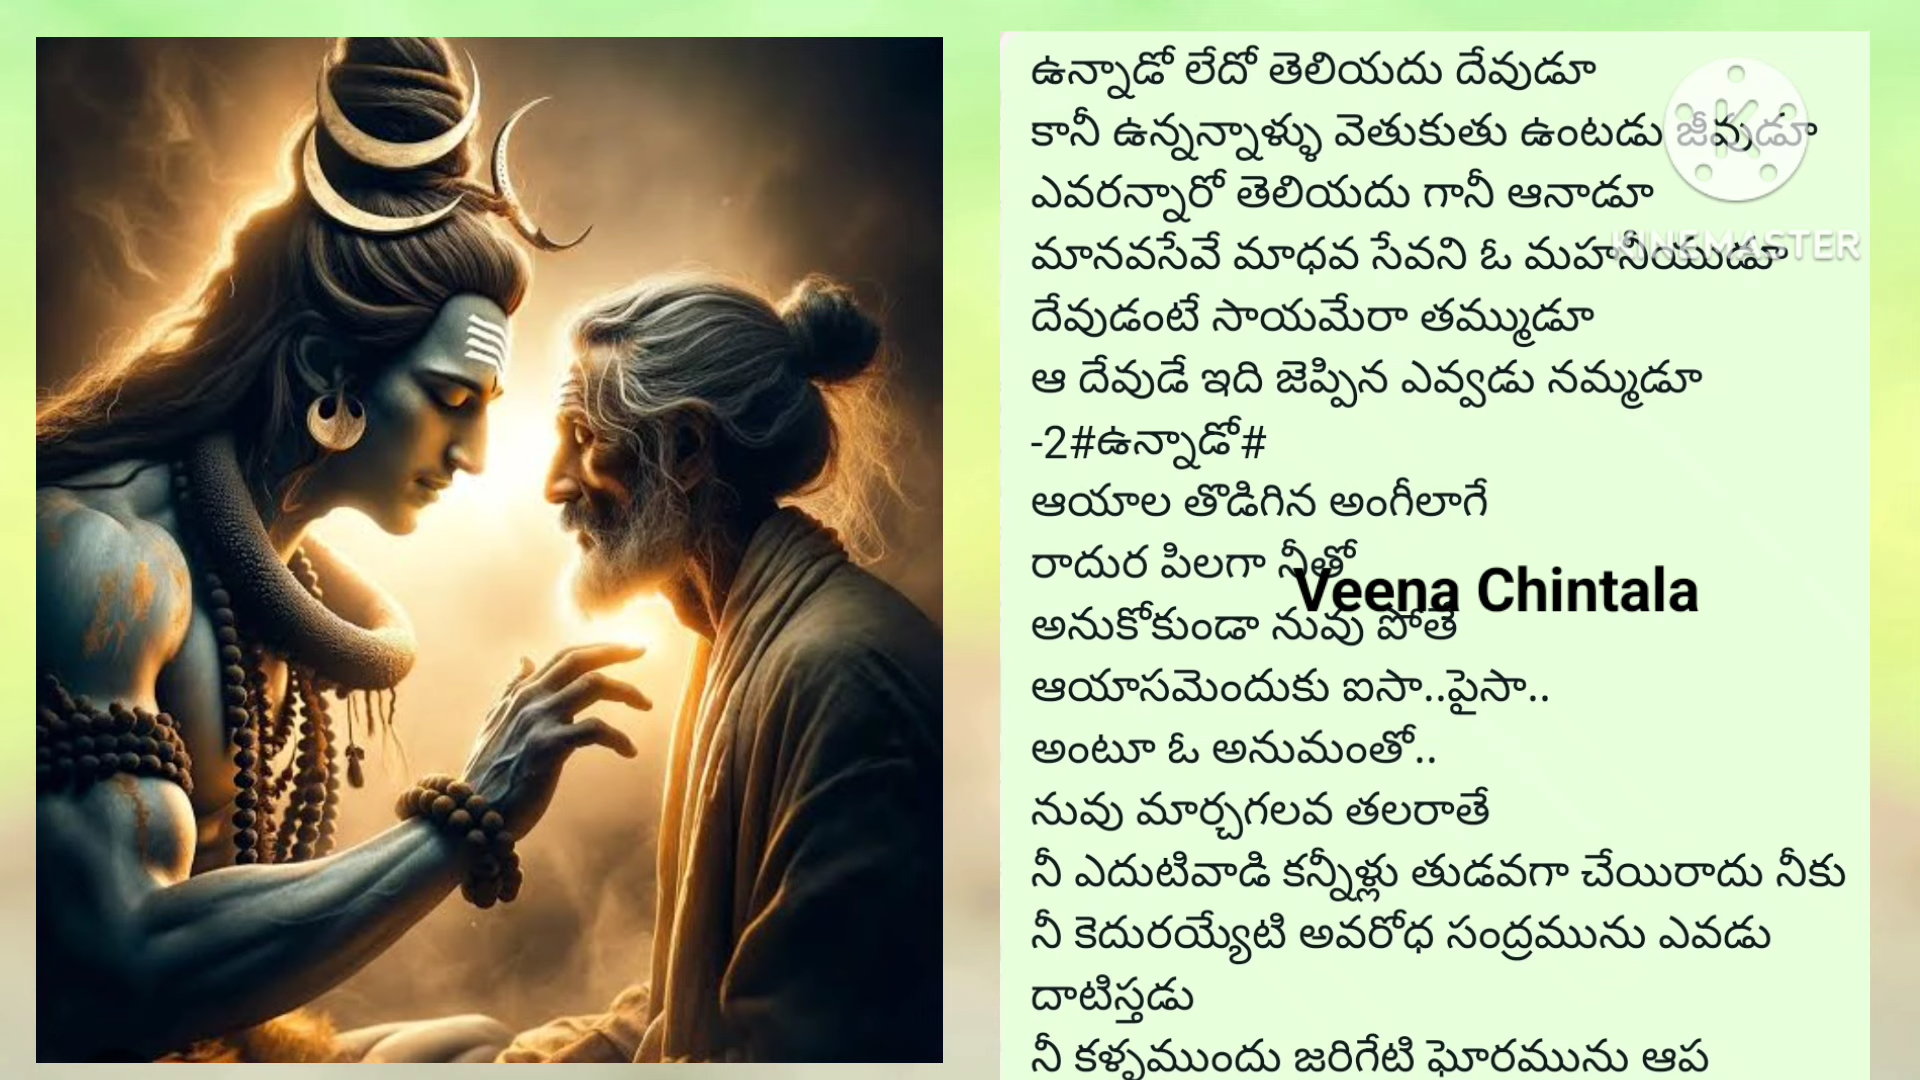 ఉన్నాడో లేదో తెలియదు దేవుడూ
కానీ ఉన్నన్నాళ్ళు వెతుకుతు ఉంటడు జీవుడూ
ఎవరన్నారో తెలియదు గానీ ఆనాడూ
మానవసేవే మాధవ సేవని ఓ మహనీయుడూ
KINEMASTER
దేవుడంటే సాయమేరా తమ్ముడూ
ఆ దేవుడే ఇది జెప్పిన ఎవ్వడు నమ్మడూ
-2#ఉన్నాడో#
ఆయాల తొడిగిన అంగీలాగే
రాదుర పిలగా నీతో
Veena Chintala
అనుకోకుండా నువు పోతే
ఆయాసమెందుకు ఐసా..పైసా..
అంటూ ఓ అనుమంతో..
నువు మార్చగలవ తలరాతే
నీ ఎదుటివాడి కన్నీళ్లు తుడవగా చేయిరాదు నీకు
నీ కెదురయ్యేటి అవరోధ సంద్రమును ఎవడు
దాటిస్తడు
నీ కళ్ళముందు జరిగేటి ఘోరమును ఆప